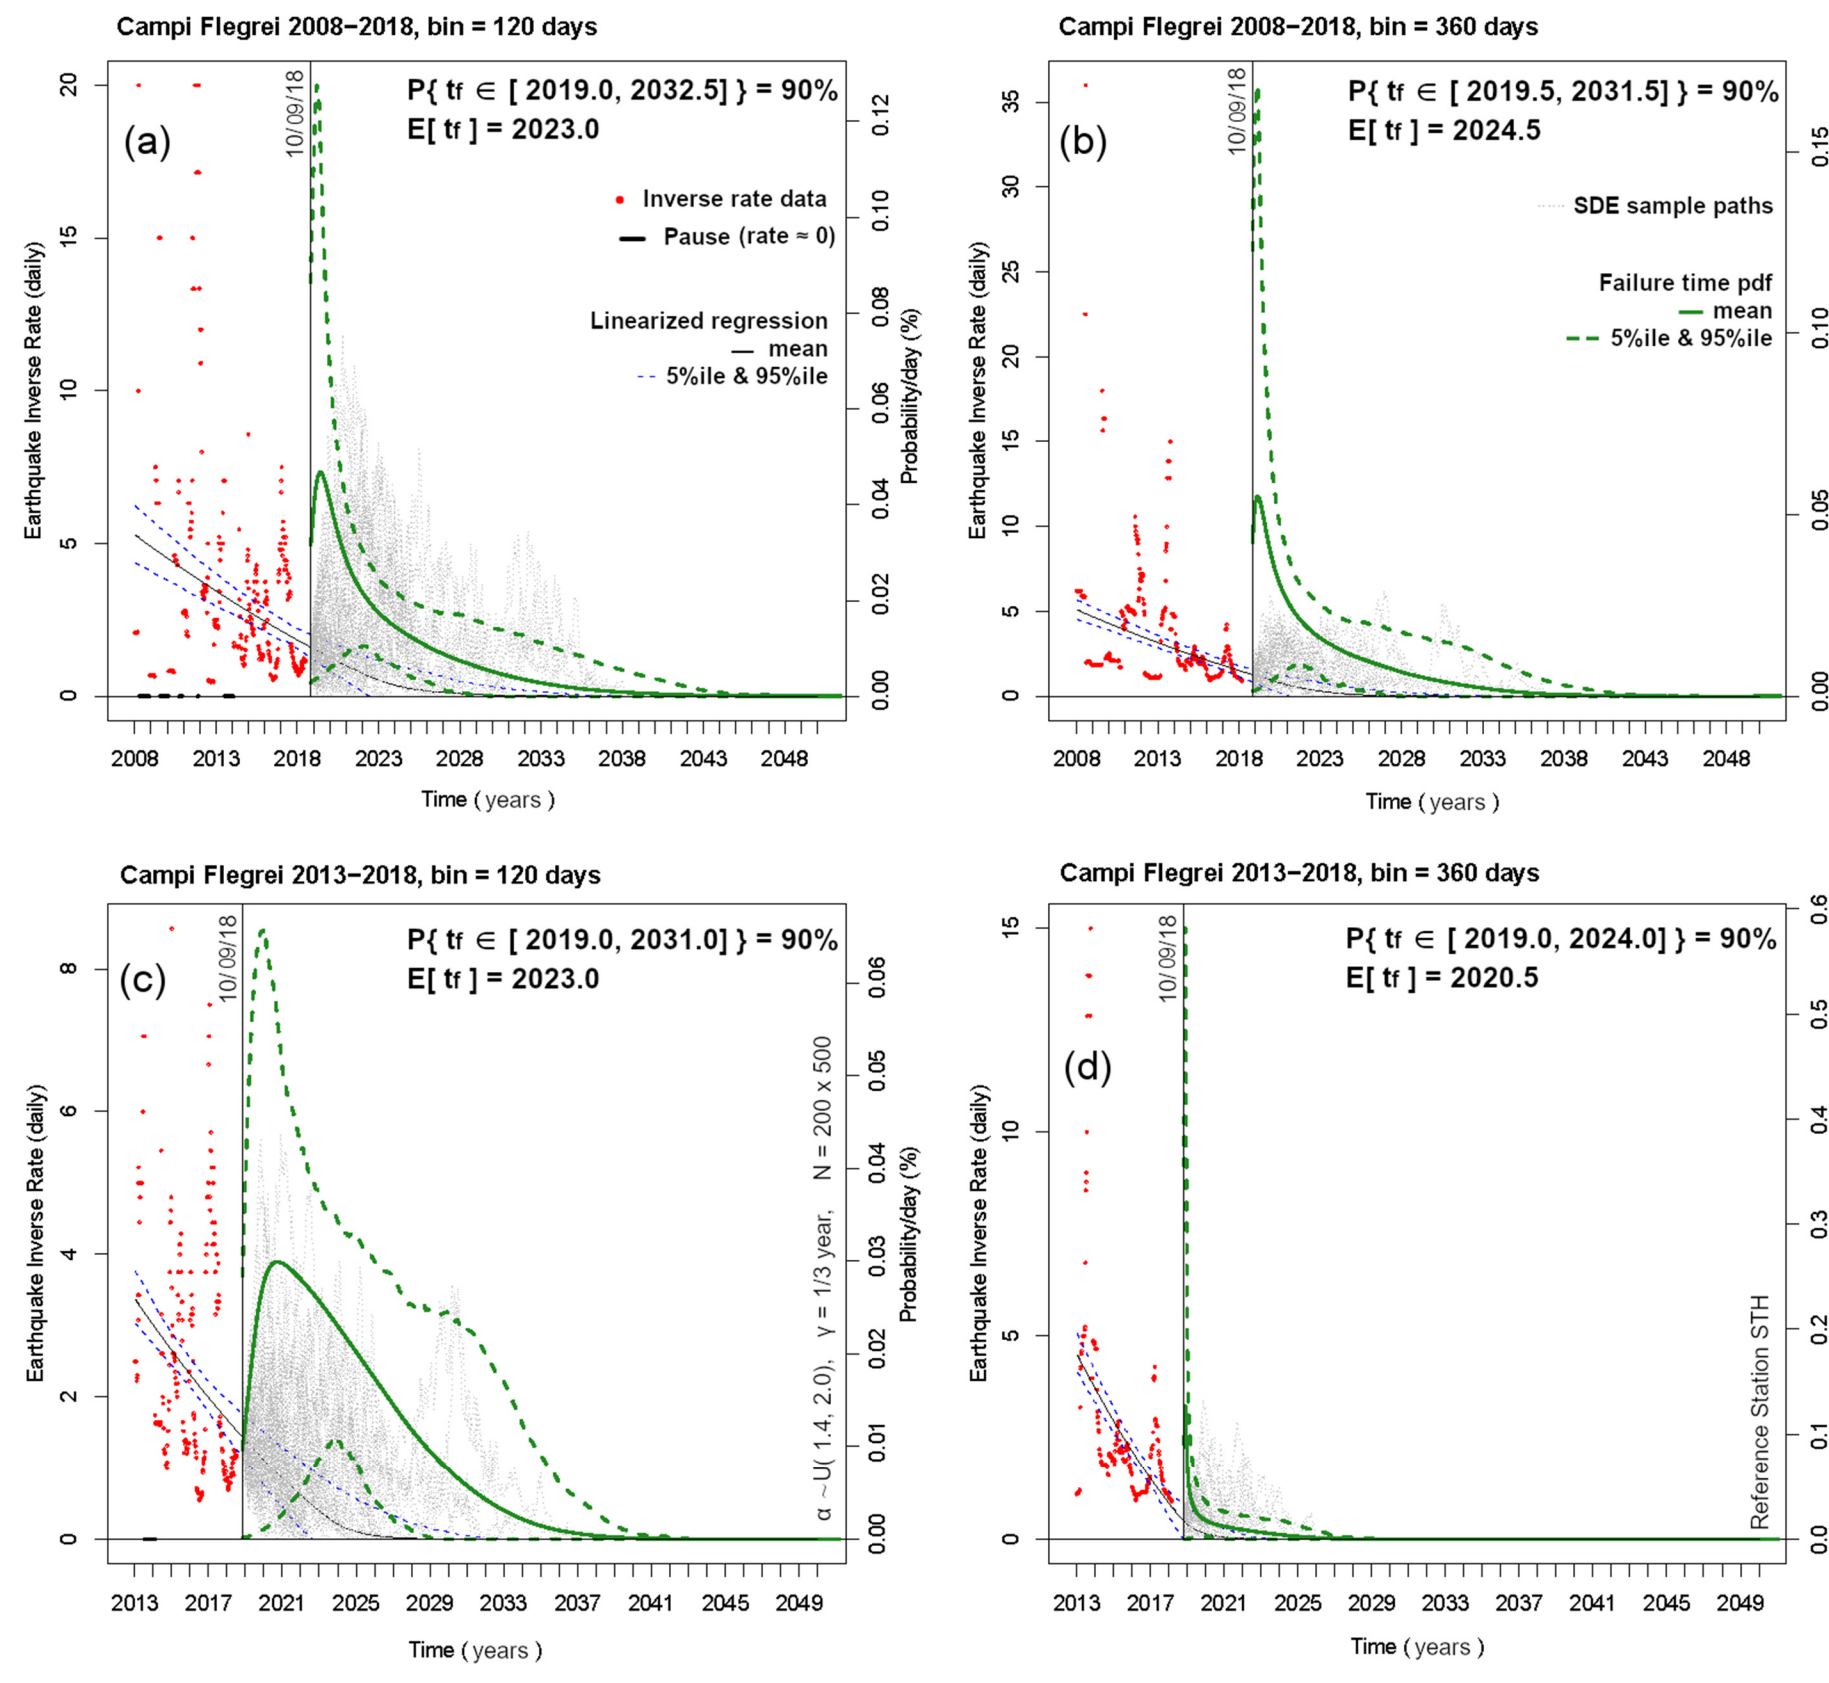 Campi Flegrei 2008−2018, bin = 120 days
(a)
10/09/18
P{ tf ∈ [ 2019.0, 2032.5] } = 90%
E[ tf ] = 2023.0
Inverse rate data
Pause (rate ≈ 0)
Linearized regression
mean
5%ile & 95%ile
Earthquake Inverse Rate (daily)
0 5 10 15 20
Probability/day (%)
0.00 0.02 0.04 0.06 0.08 0.10 0.12
2008 2013 2018 2023 2028 2033 2038 2043 2048
Time ( years )
Campi Flegrei 2008−2018, bin = 360 days
(b)
10/09/18
P{ tf ∈ [ 2019.5, 2031.5] } = 90%
E[ tf ] = 2024.5
SDE sample paths
Failure time pdf
mean
5%ile & 95%ile
Earthquake Inverse Rate (daily)
0 5 10 15 20 25 30 35
0.00 0.05 0.10 0.15
2008 2013 2018 2023 2028 2033 2038 2043 2048
Time ( years )
Campi Flegrei 2013−2018, bin = 120 days
(c)
10/09/18
P{ tf ∈ [ 2019.0, 2031.0] } = 90%
E[ tf ] = 2023.0
α ~ U( 1.4, 2.0), γ = 1/3 year, N = 200 x 500
Earthquake Inverse Rate (daily)
0 2 4 6 8
Probability/day (%)
0.00 0.01 0.02 0.03 0.04 0.05 0.06
2013 2017 2021 2025 2029 2033 2037 2041 2045 2049
Time ( years )
Campi Flegrei 2013−2018, bin = 360 days
(d)
10/09/18
P{ tf ∈ [ 2019.0, 2024.0] } = 90%
E[ tf ] = 2020.5
Reference Station STH
Earthquake Inverse Rate (daily)
0 5 10 15
0.0 0.1 0.2 0.3 0.4 0.5 0.6
2013 2017 2021 2025 2029 2033 2037 2041 2045 2049
Time ( years )